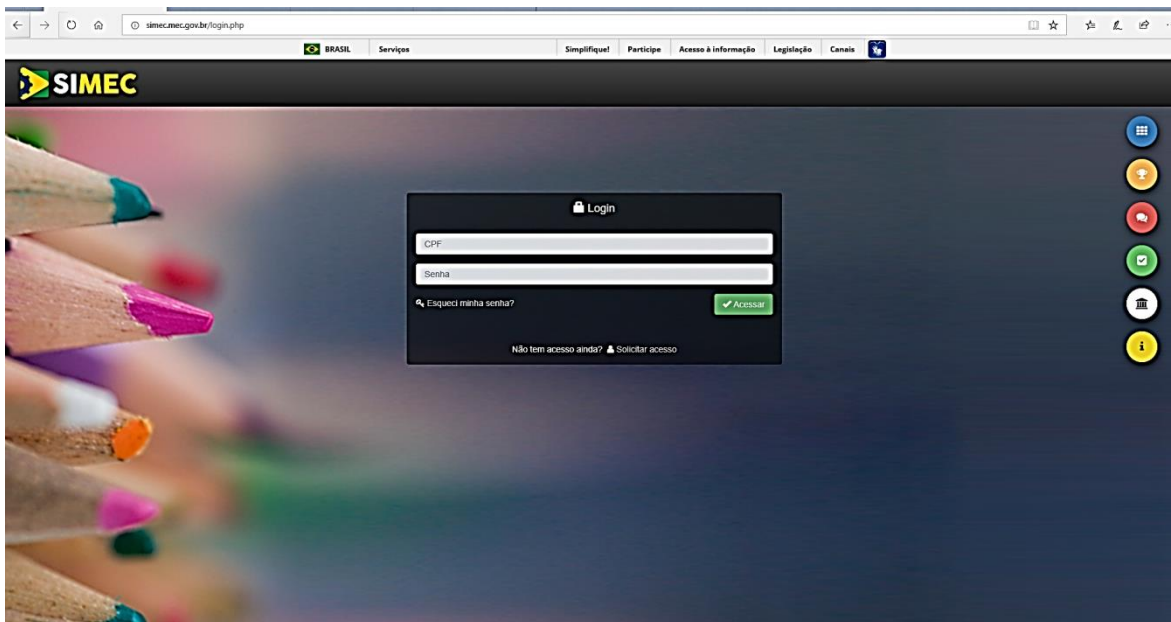 simec.mec.gov.br/login.php
BRASIL Serviços Simplifique! Participe Acesso à informação Legislação Canais
SIMEC
Login
CPF
Senha
Esqueci minha senha? Acessar
Não tem acesso ainda? Solicitar acesso